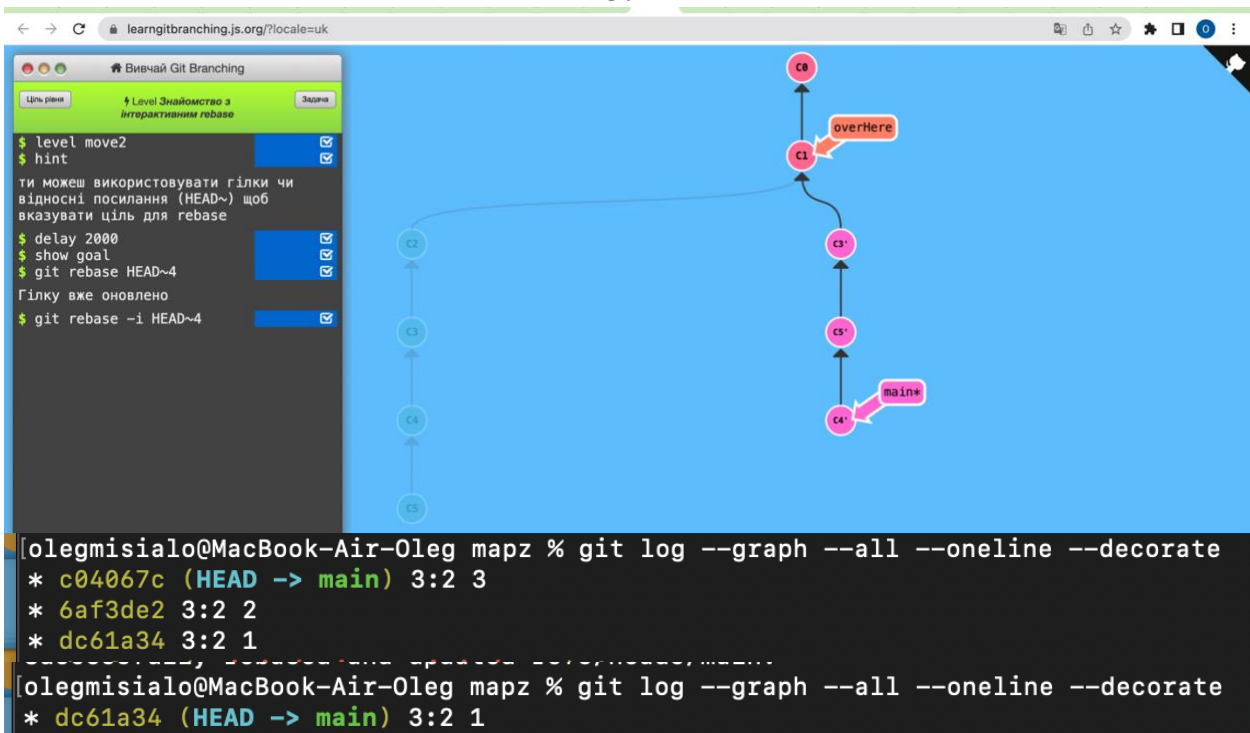 learngitbranching.js.org/?locale=uk
O
Вивчай Git Branching
Ціль рівня
Level Знайомство з
інтерактивним rebase
Задача
$ level move2
$ hint
ти можеш використовувати гілки чи
відносні посилання (HEAD~) щоб
вказувати ціль для rebase
$ delay 2000
$ show goal
$ git rebase HEAD~4
Гілку вже оновлено
$ git rebase -i HEAD~4
C0
overHere
C1
C2
C3'
C3
C5'
main*
C4
C4'
C5
[olegmisialo@MacBook-Air-Oleg mapz % git log --graph --all --oneline --decorate
* c04067c (HEAD -> main) 3:2 3
* 6af3de2 3:2 2
* dc61a34 3:2 1
[olegmisialo@MacBook-Air-Oleg mapz % git log --graph --all --oneline --decorate
* dc61a34 (HEAD -> main) 3:2 1